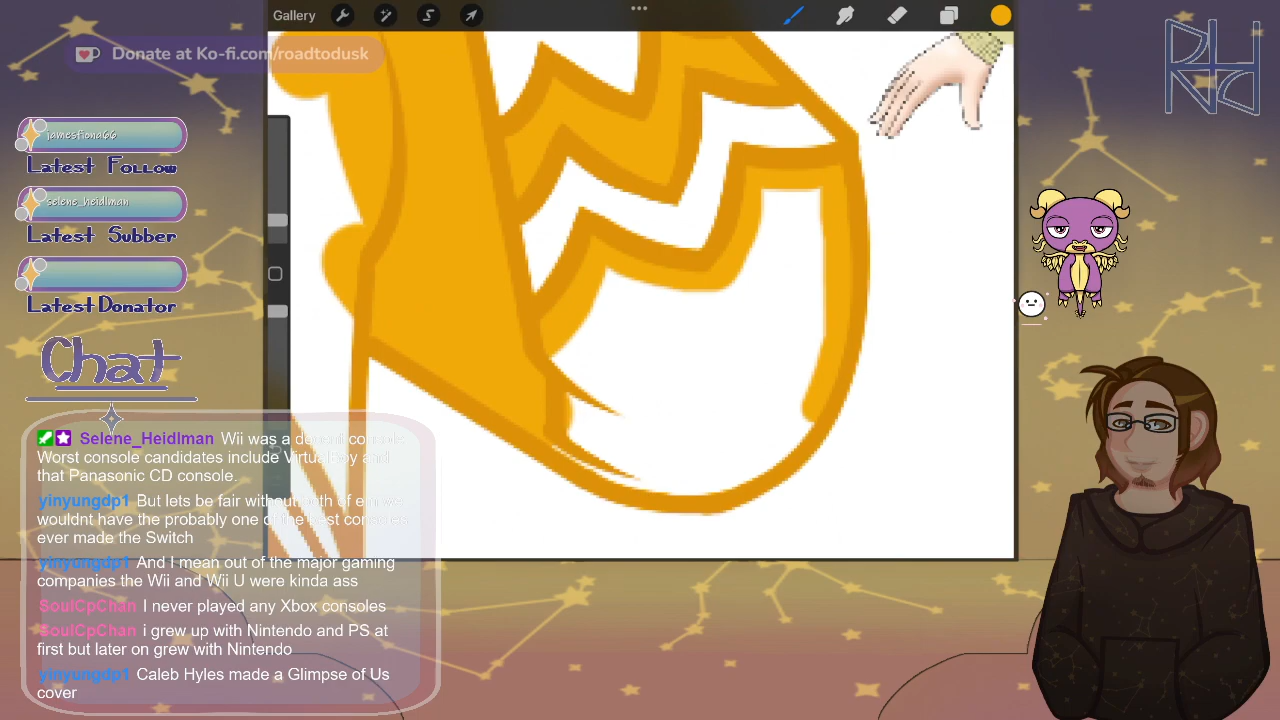 Gallery
Donate at Ko-fi.com/roadtodusk
RtD
jamesfiona66
Latest Follow
selene_heidlman
Latest Subber
Latest Donator
Chat
Selene_Heidlman Wii was a decent console.
Worst console candidates include Virtual Boy and
that Panasonic CD console.
yinyungdp1 But lets be fair without both of em we
wouldnt have the probably one of the best consoles
ever made the Switch
yinyungdp1 And I mean out of the major gaming
companies the Wii and Wii U were kinda ass
SoulCpChan I never played any Xbox consoles
SoulCpChan i grew up with Nintendo and PS at
first but later on grew with Nintendo
yinyungdp1 Caleb Hyles made a Glimpse of Us
cover